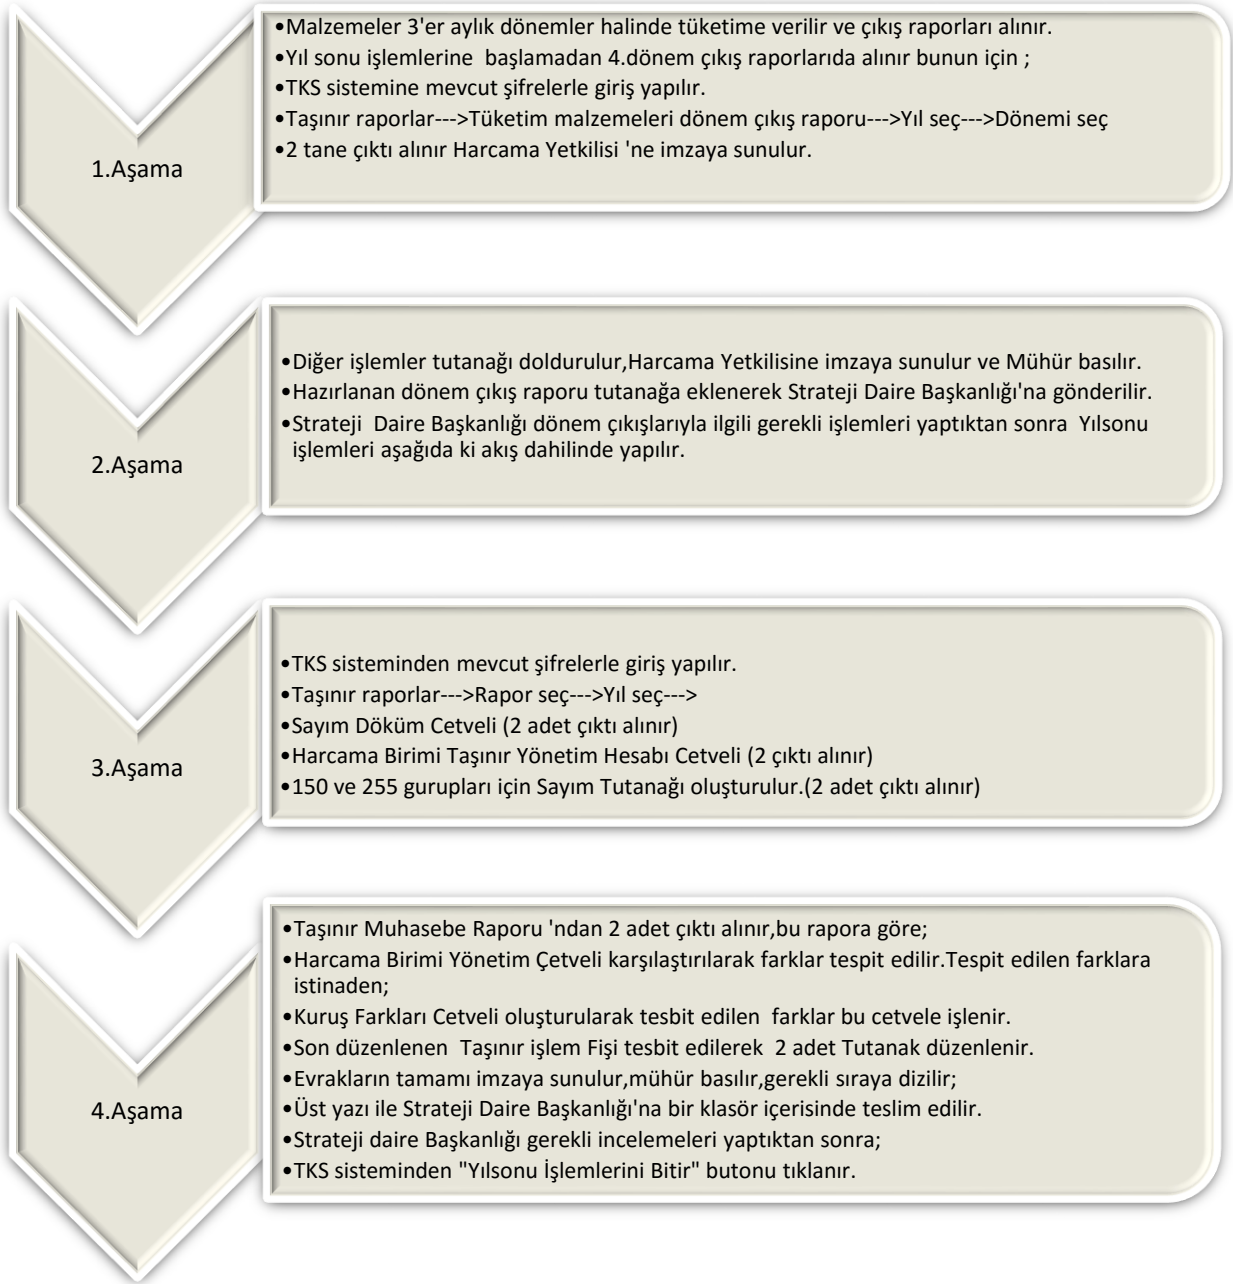 •Malzemeler 3'er aylık dönemler halinde tüketime verilir ve çıkış raporları alınır.
•Yıl sonu işlemlerine başlamadan 4.dönem çıkış raporlarıda alınır bunun için ;
•TKS sistemine mevcut şifrelerle giriş yapılır.
•Taşınır raporlar--->Tüketim malzemeleri dönem çıkış raporu--->Yıl seç--->Dönemi seç
•2 tane çıktı alınır Harcama Yetkilisi 'ne imzaya sunulur.
1.Aşama
•Diğer işlemler tutanağı doldurulur,Harcama Yetkilisine imzaya sunulur ve Mühür basılır.
•Hazırlanan dönem çıkış raporu tutanağa eklenerek Strateji Daire Başkanlığı'na gönderilir.
•Strateji Daire Başkanlığı dönem çıkışlarıyla ilgili gerekli işlemleri yaptıktan sonra Yılsonu
işlemleri aşağıda ki akış dahilinde yapılır.
2.Aşama
•TKS sisteminden mevcut şifrelerle giriş yapılır.
•Taşınır raporlar--->Rapor seç--->Yıl seç--->
•Sayım Döküm Cetveli (2 adet çıktı alınır)
•Harcama Birimi Taşınır Yönetim Hesabı Cetveli (2 çıktı alınır)
•150 ve 255 gurupları için Sayım Tutanağı oluşturulur.(2 adet çıktı alınır)
3.Aşama
•Taşınır Muhasebe Raporu 'ndan 2 adet çıktı alınır,bu rapora göre;
•Harcama Birimi Yönetim Çetveli karşılaştırılarak farklar tespit edilir.Tespit edilen farklara
istinaden;
•Kuruş Farkları Cetveli oluşturularak tesbit edilen farklar bu cetvele işlenir.
•Son düzenlenen Taşınır işlem Fişi tesbit edilerek 2 adet Tutanak düzenlenir.
•Evrakların tamamı imzaya sunulur,mühür basılır,gerekli sıraya dizilir;
•Üst yazı ile Strateji Daire Başkanlığı'na bir klasör içerisinde teslim edilir.
•Strateji daire Başkanlığı gerekli incelemeleri yaptıktan sonra;
•TKS sisteminden "Yılsonu İşlemlerini Bitir" butonu tıklanır.
4.Aşama